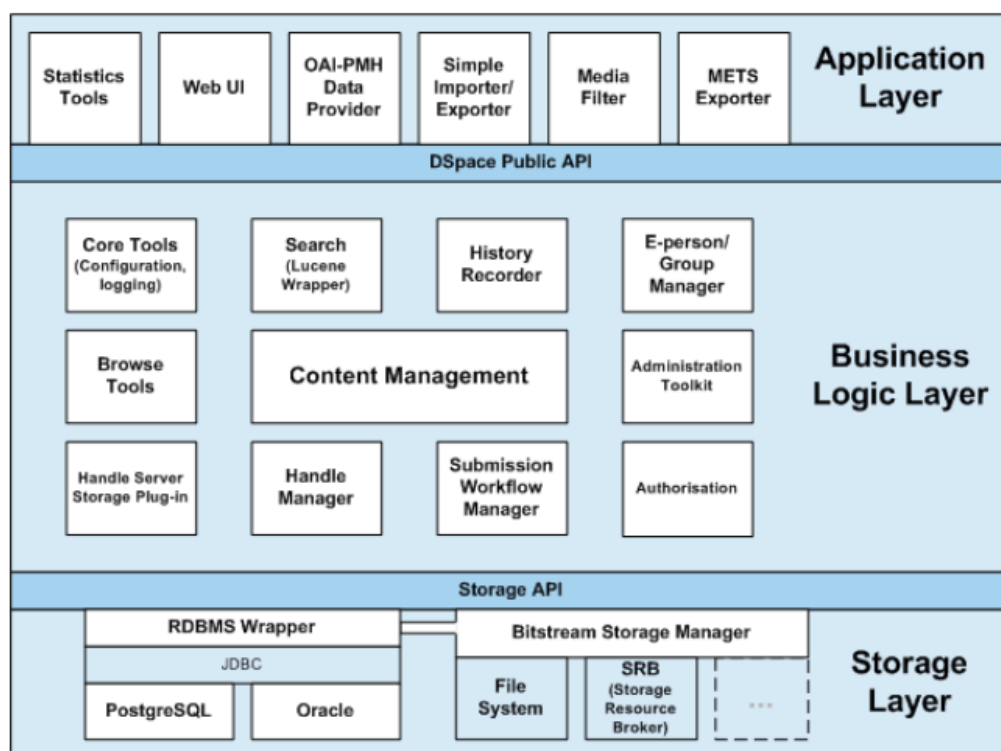 Statistics
Tools
Web UI
OAI-PMH
Data
Provider
Simple
Importer/
Exporter
Media
Filter
METS
Exporter
Application
Layer
DSpace Public API
Core Tools
(Configuration,
logging)
Search
(Lucene
Wrapper)
History
Recorder
E-person/
Group
Manager
Browse
Tools
Content Management
Administration
Toolkit
Business
Logic Layer
Handle Server
Storage Plug-in
Handle
Manager
Submission
Workflow
Manager
Authorisation
Storage API
RDBMS Wrapper
JDBC
PostgreSQL
Oracle
Bitstream Storage Manager
File
System
SRB
(Storage
Resource
Broker)
...
Storage
Layer